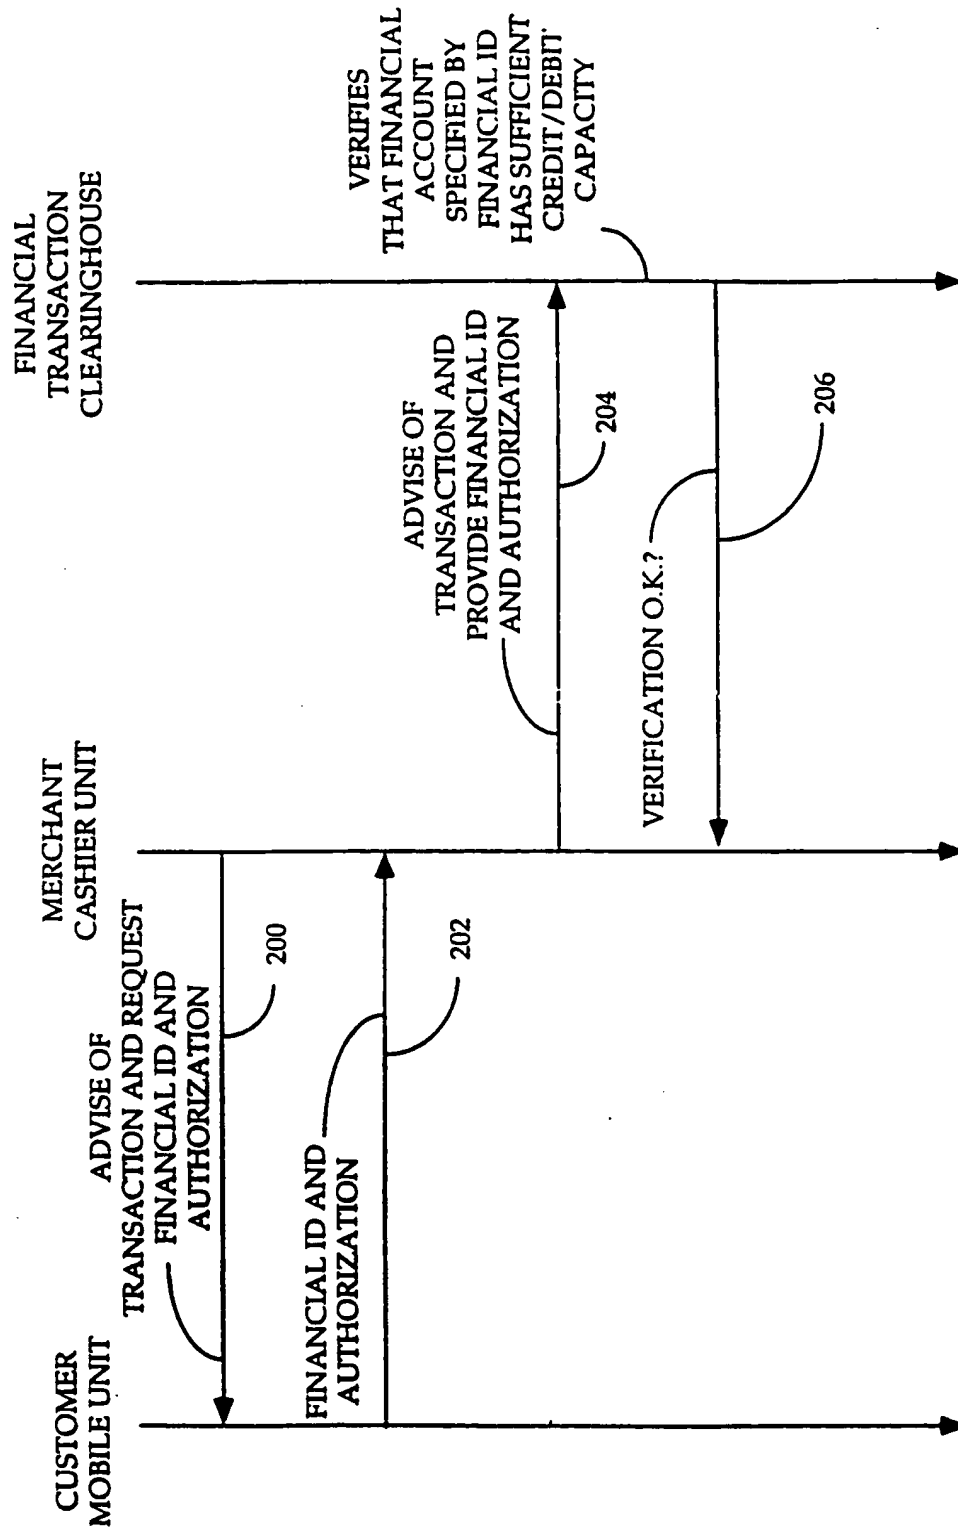 CUSTOMER
MOBILE UNIT
MERCHANT
CASHIER UNIT
FINANCIAL
TRANSACTION
CLEARINGHOUSE
ADVISE OF
TRANSACTION AND REQUEST
FINANCIAL ID AND
AUTHORIZATION
200
FINANCIAL ID AND
AUTHORIZATION
202
ADVISE OF
TRANSACTION AND
PROVIDE FINANCIAL ID
AND AUTHORIZATION
204
VERIFIES
THAT FINANCIAL
ACCOUNT
SPECIFIED BY
FINANCIAL ID
HAS SUFFICIENT
CREDIT/DEBIT
CAPACITY
VERIFICATION O.K.?
206